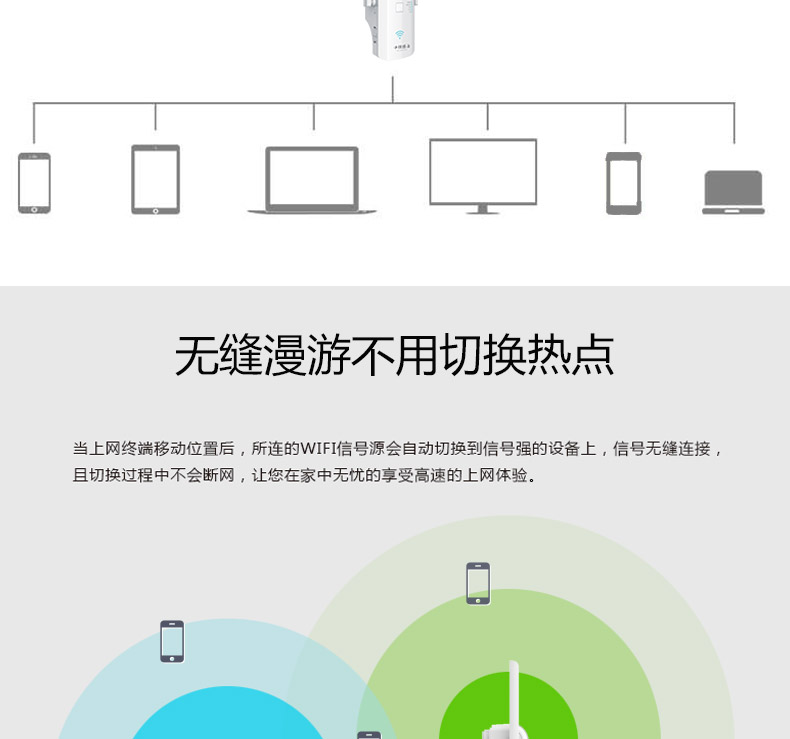 无缝漫游不用切换热点
当上网终端移动位置后，所连的WIFI信号源会自动切换到信号强的设备上，信号无缝连接，
且切换过程中不会断网，让您在家中无忧的享受高速的上网体验。